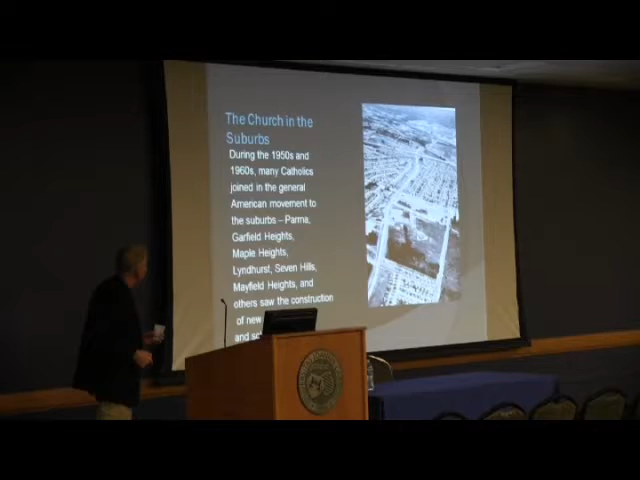 The Church in the
Suburbs
During the 1950s and
1960s, many Catholics
joined in the general
American movement to
the suburbs – Parma,
Garfield Heights,
Maple Heights,
Lyndhurst, Seven Hills,
Mayfield Heights, and
others saw the construction
of new
and